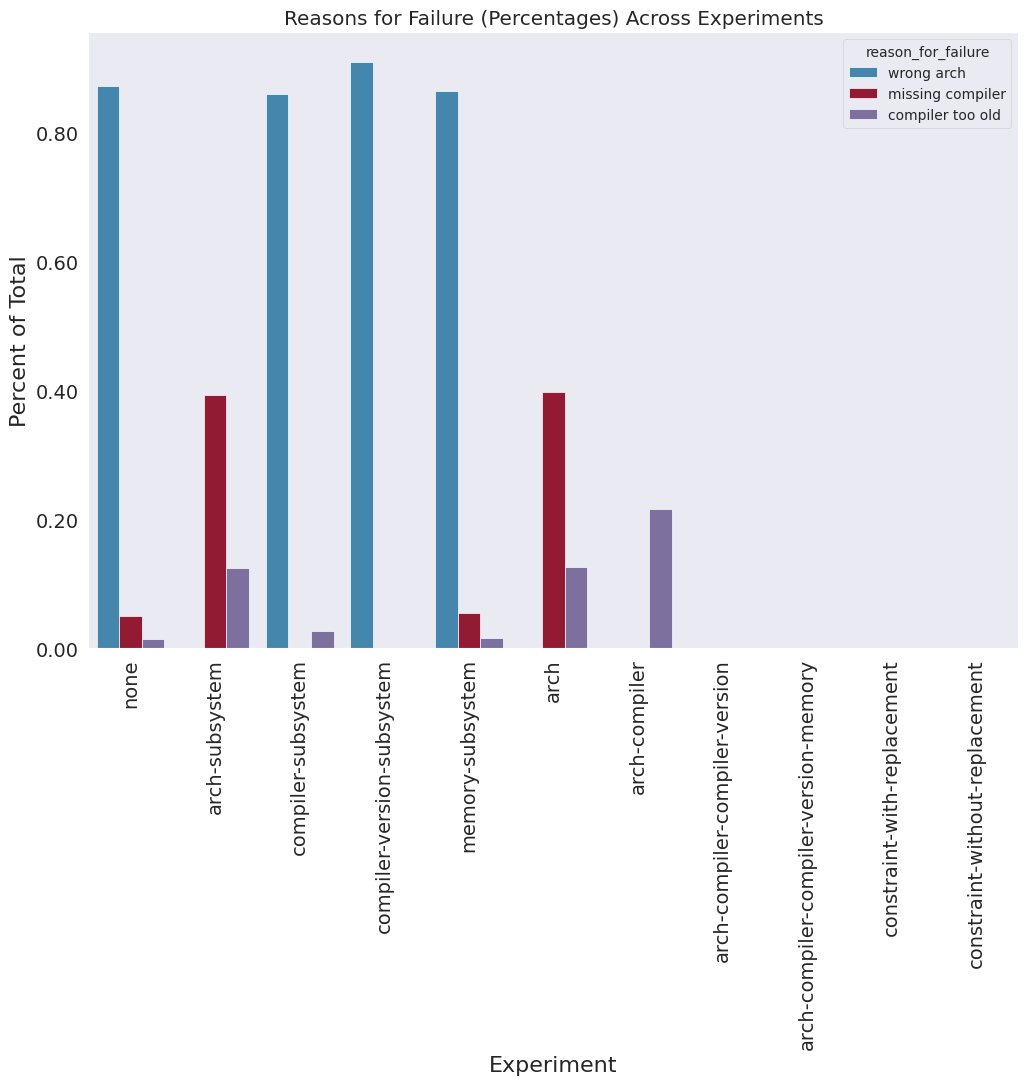 Reasons for Failure (Percentages) Across Experiments
reason_for_failure
wrong arch
missing compiler
compiler too old
Percent of Total
0.80
0.60
0.40
0.20
0.00
none
arch-subsystem
compiler-subsystem
compiler-version-subsystem
memory-subsystem
arch
arch-compiler
arch-compiler-compiler-version
arch-compiler-compiler-version-memory
constraint-with-replacement
constraint-without-replacement
Experiment